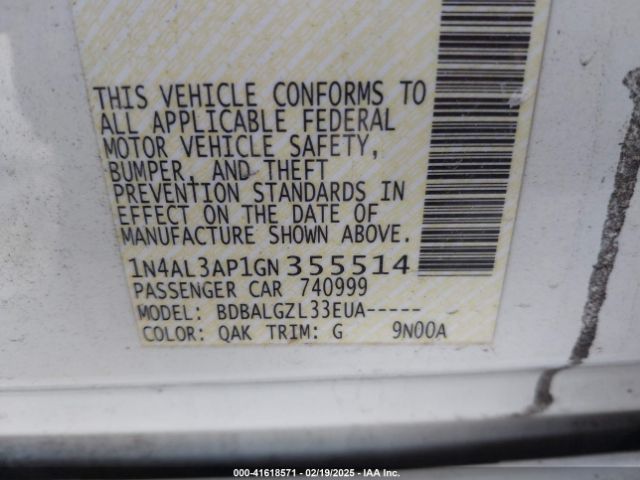 THIS VEHICLE CONFORMS TO
ALL APPLICABLE FEDERAL
MOTOR VEHICLE SAFETY,
BUMPER, AND THEFT
PREVENTION STANDARDS IN
EFFECT ON THE DATE OF
MANUFACTURE SHOWN ABOVE.
1N4AL3AP1GN355514
PASSENGER CAR 740999
MODEL: BDBALGZL33EUA-----
COLOR: QAK TRIM: G 9N00A
© - 41618571 | 02/19/2025 - IAA Inc.